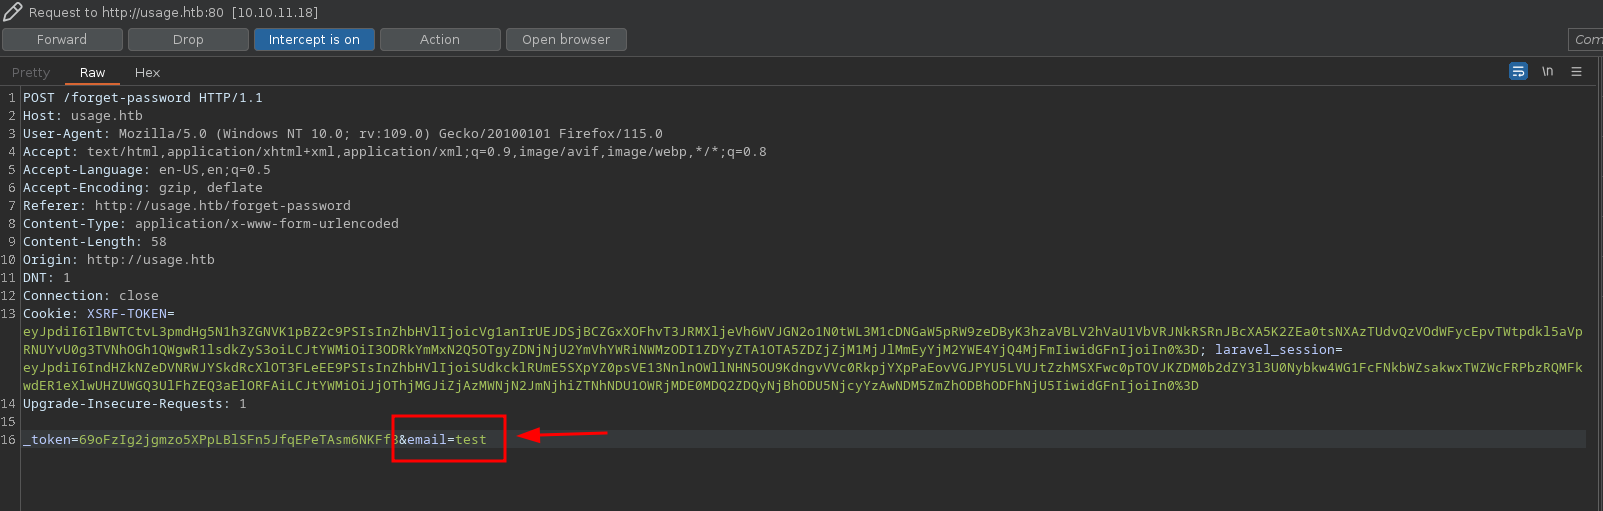 Request to http://usage.htb:80 [10.10.11.18]
Forward Drop Intercept is on Action Open browser Com
Pretty Raw Hex \n
1 POST /forget-password HTTP/1.1
2 Host: usage.htb
3 User-Agent: Mozilla/5.0 (Windows NT 10.0; rv:109.0) Gecko/20100101 Firefox/115.0
4 Accept: text/html,application/xhtml+xml,application/xml;q=0.9,image/avif,image/webp,*/*;q=0.8
5 Accept-Language: en-US,en;q=0.5
6 Accept-Encoding: gzip, deflate
7 Referer: http://usage.htb/forget-password
8 Content-Type: application/x-www-form-urlencoded
9 Content-Length: 58
10 Origin: http://usage.htb
11 DNT: 1
12 Connection: close
13 Cookie: XSRF-TOKEN=
eyJpdiI6IlBWTCtvL3pmdHg5N1h3ZGNVK1pBZ2c9PSIsInZhbHVlIjoicVg1anIrUEJDSjBCZGxXOFhvT3JRMXljeVh6WVJGN2o1N0tWL3M1cDNGaW5pRW9zeDByK3hzaVBLV2hVaU1VbVRJNkRSRnJBcXA5K2ZEa0tsNXAzTUdvQzVOdWFycEpvTWtpdkl5aVp
RNUYvU0g3TVNhOGh1QWgwR1lsdkZyS3oiLCJtYWMiOiI3ODRkYmMxN2Q5OTgyZDNjNjU2YmVhYWRiNWMzODI1ZDYyZTA1OTA5ZDZjZjM1MjJlMmEyYjM2YWE4YjQ4MjFmIiwidGFnIjoiIn0%3D; laravel_session=
eyJpdiI6IndHZkNZeDVNRWJYSkdRcXlOT3FLeEE9PSIsInZhbHVlIjoiSUdkcklRUmE5SXpYZ0psVE13NnlnOWllNHN5OU9KdngvVVc0RkpjYXpPaEovVGJPYU5LVUJtZzhMSXFwc0pTOVJKZDM0b2dZY3l3U0Nybkw4WG1FcFNkbWZsakwxTWZWcFRPbzRQMFk
wdER1eXlwUHZUWGQ3UlFhZEQ3aElORFAiLCJtYWMiOiJjOThjMGJiZjAzMWNjN2JmNjhiZTNhNDU1OWRjMDE0MDQ2ZDQyNjBhODU5NjcyYzAwNDM5ZmZhODBhODFhNjU5IiwidGFnIjoiIn0%3D
14 Upgrade-Insecure-Requests: 1
15
16 _token=69oFzIg2jgmzo5XPpLBlSFn5JfqEPeTAsm6NKFfB&email=test